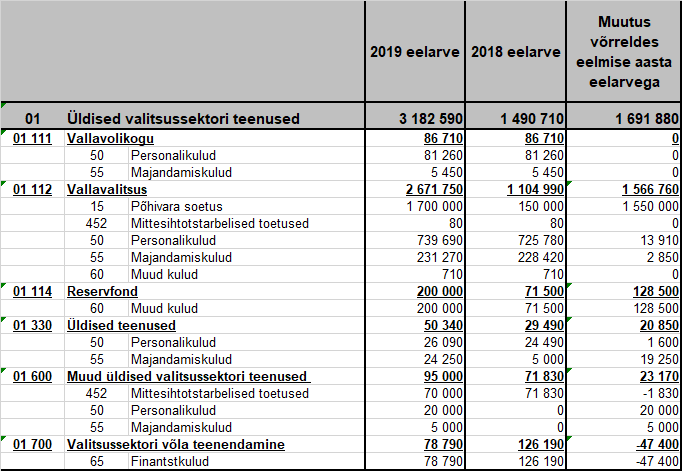 2019 eelarve 2018 eelarve Muutus võrreldes eelmise aasta eelarvega
01 Üldised valitsussektori teenused 3 182 590 1 490 710 1 691 880
01 111 Vallavolikogu 86 710 86 710 0
50 Personalikulud 81 260 81 260 0
55 Majandamiskulud 5 450 5 450 0
01 112 Vallavalitsus 2 671 750 1 104 990 1 566 760
15 Põhivara soetus 1 700 000 150 000 1 550 000
452 Mittesihtotstarbelised toetused 80 80 0
50 Personalikulud 739 690 725 780 13 910
55 Majandamiskulud 231 270 228 420 2 850
60 Muud kulud 710 710 0
01 114 Reservfond 200 000 71 500 128 500
60 Muud kulud 200 000 71 500 128 500
01 330 Üldised teenused 50 340 29 490 20 850
50 Personalikulud 26 090 24 490 1 600
55 Majandamiskulud 24 250 5 000 19 250
01 600 Muud üldised valitsussektori teenused 95 000 71 830 23 170
452 Mittesihtotstarbelised toetused 70 000 71 830 -1 830
50 Personalikulud 20 000 0 20 000
55 Majandamiskulud 5 000 0 5 000
01 700 Valitsussektori võla teenendamine 78 790 126 190 -47 400
65 Finantstkulud 78 790 126 190 -47 400